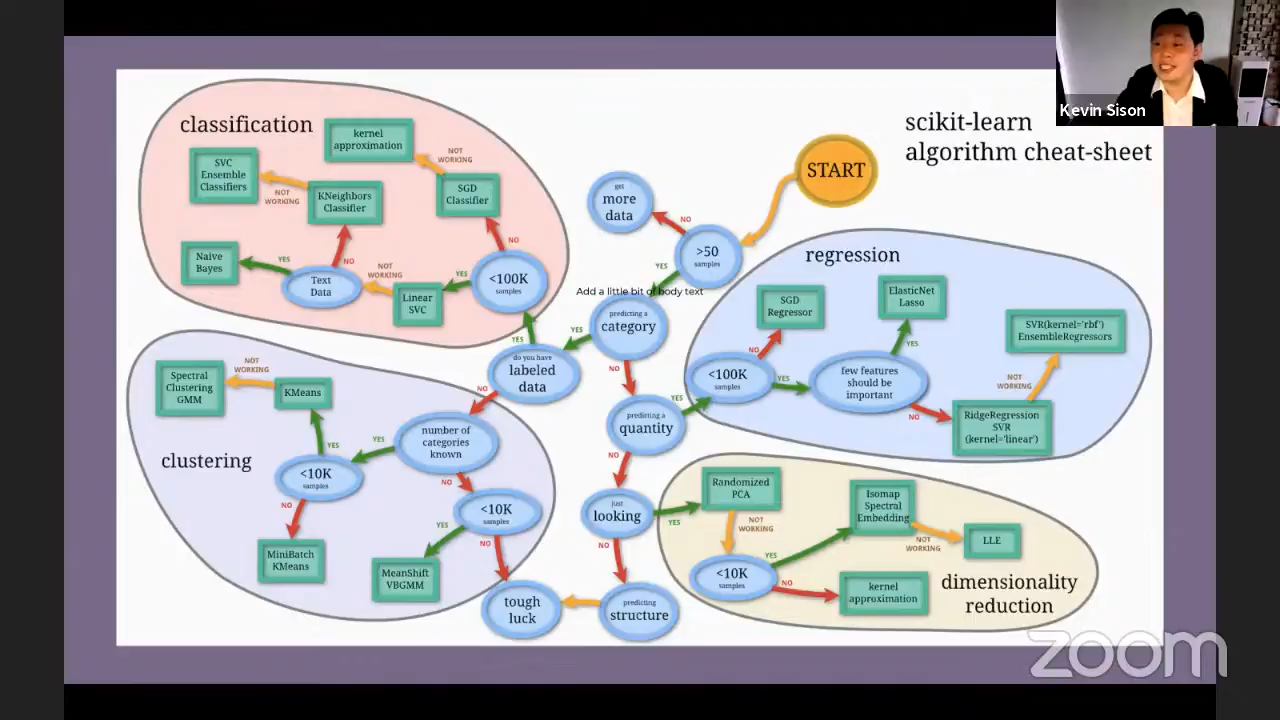 Kevin Sison
scikit-learn
algorithm cheat-sheet
START
classification
kernel
approximation
NOT
WORKING
SVC
Ensemble
Classifiers
NOT
WORKING
KNeighbors
Classifier
SGD
Classifier
NO
Naive
Bayes
YES
Text
Data
NO
NOT
WORKING
Linear
SVC
YES
<100K
samples
get
more
data
NO
>50
samples
YES
Add a little bit of body text
predicting a
category
YES
NO
YES
do you have
labeled
data
NO
predicting a
quantity
YES
NO
just
looking
YES
NO
predicting
structure
tough
luck
regression
SGD
Regressor
NO
<100K
samples
YES
ElasticNet
Lasso
YES
few features
should be
important
NO
SVR(kernel='rbf')
EnsembleRegressors
NOT
WORKING
RidgeRegression
SVR
(kernel='linear')
clustering
Spectral
Clustering
GMM
NOT
WORKING
KMeans
YES
<10K
samples
NO
MiniBatch
KMeans
YES
number of
categories
known
NO
<10K
samples
YES
NO
MeanShift
VBGMM
dimensionality
reduction
Randomized
PCA
NOT
WORKING
<10K
samples
YES
NO
Isomap
Spectral
Embedding
NOT
WORKING
LLE
kernel
approximation
zoom